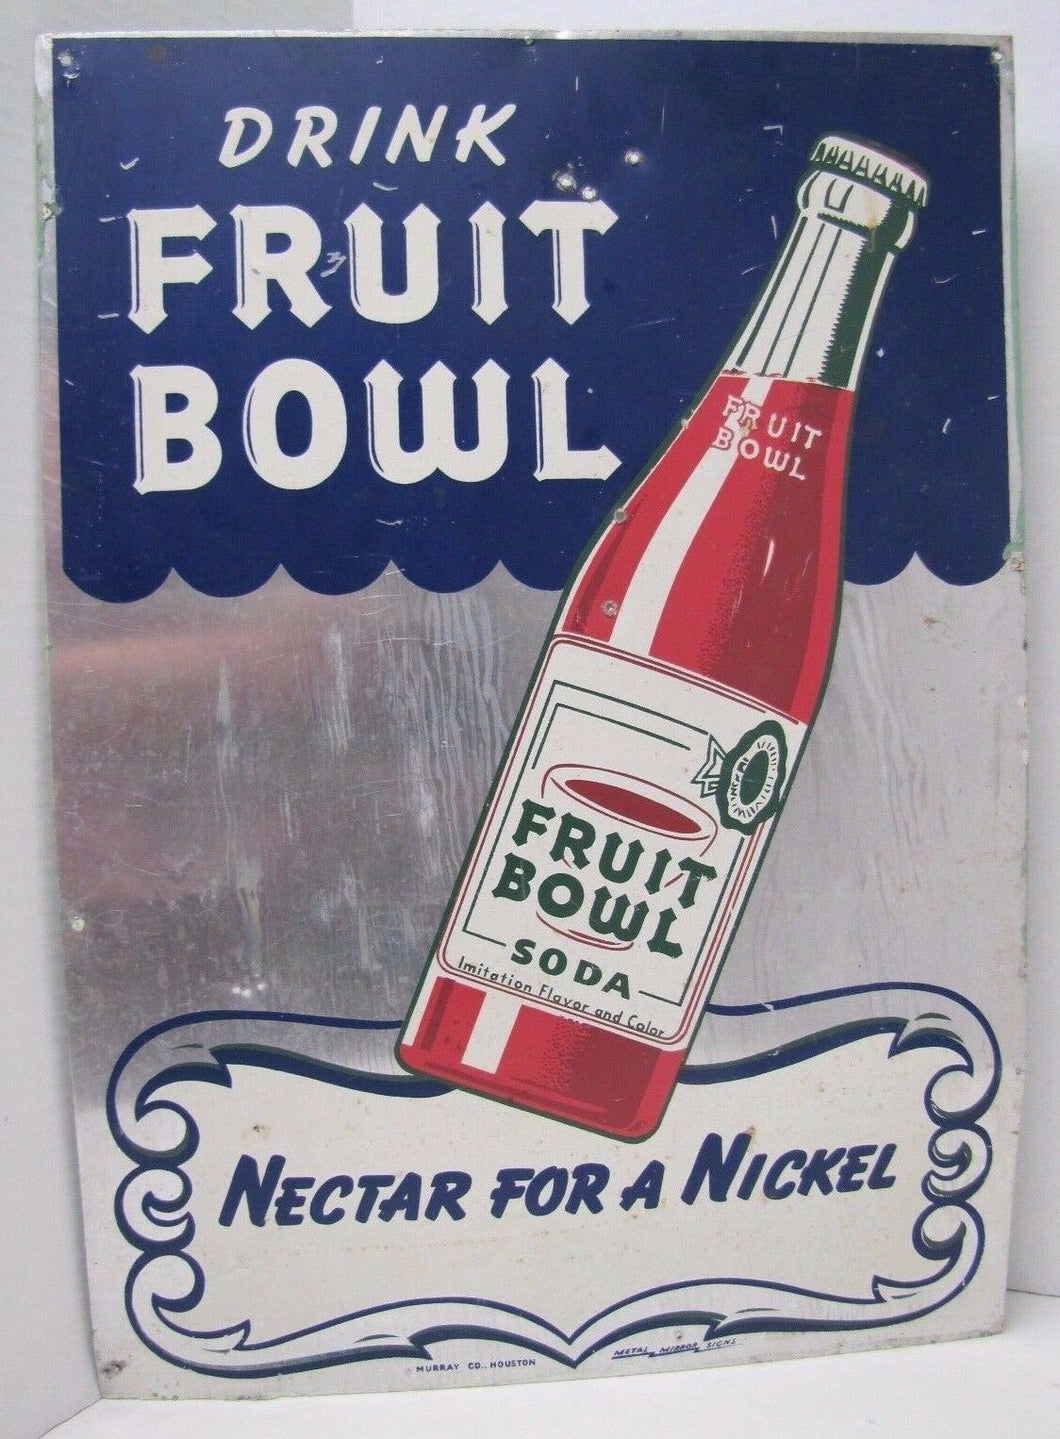 DRINK
FRUIT
BOWL
FRUIT
BOWL
FRUIT
BOWL
SODA
Imitation Flavor and Color
NECTAR FOR A NICKEL
MURRAY CO., HOUSTON
METAL MIRROR SIGNS